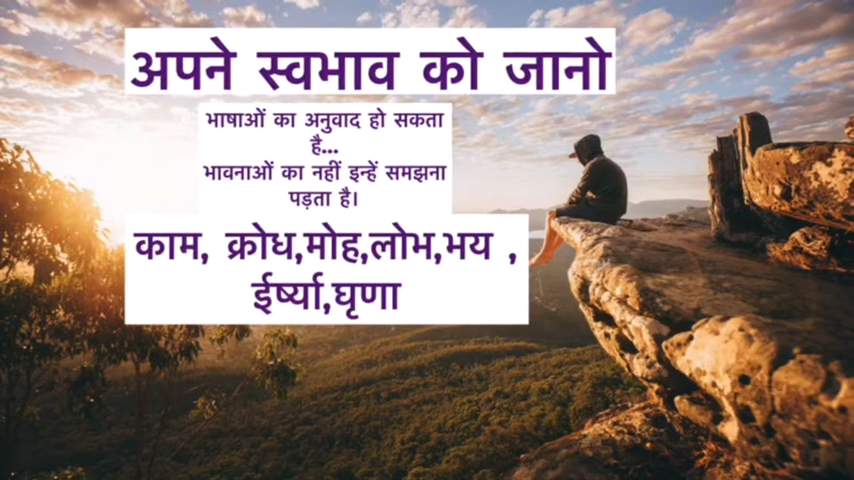 अपने स्वभाव को जानो
भाषाओं का अनुवाद हो सकता
है...
भावनाओं का नहीं इन्हें समझना
पड़ता है।
काम, क्रोध,मोह,लोभ,भय ,
ईर्ष्या,घृणा